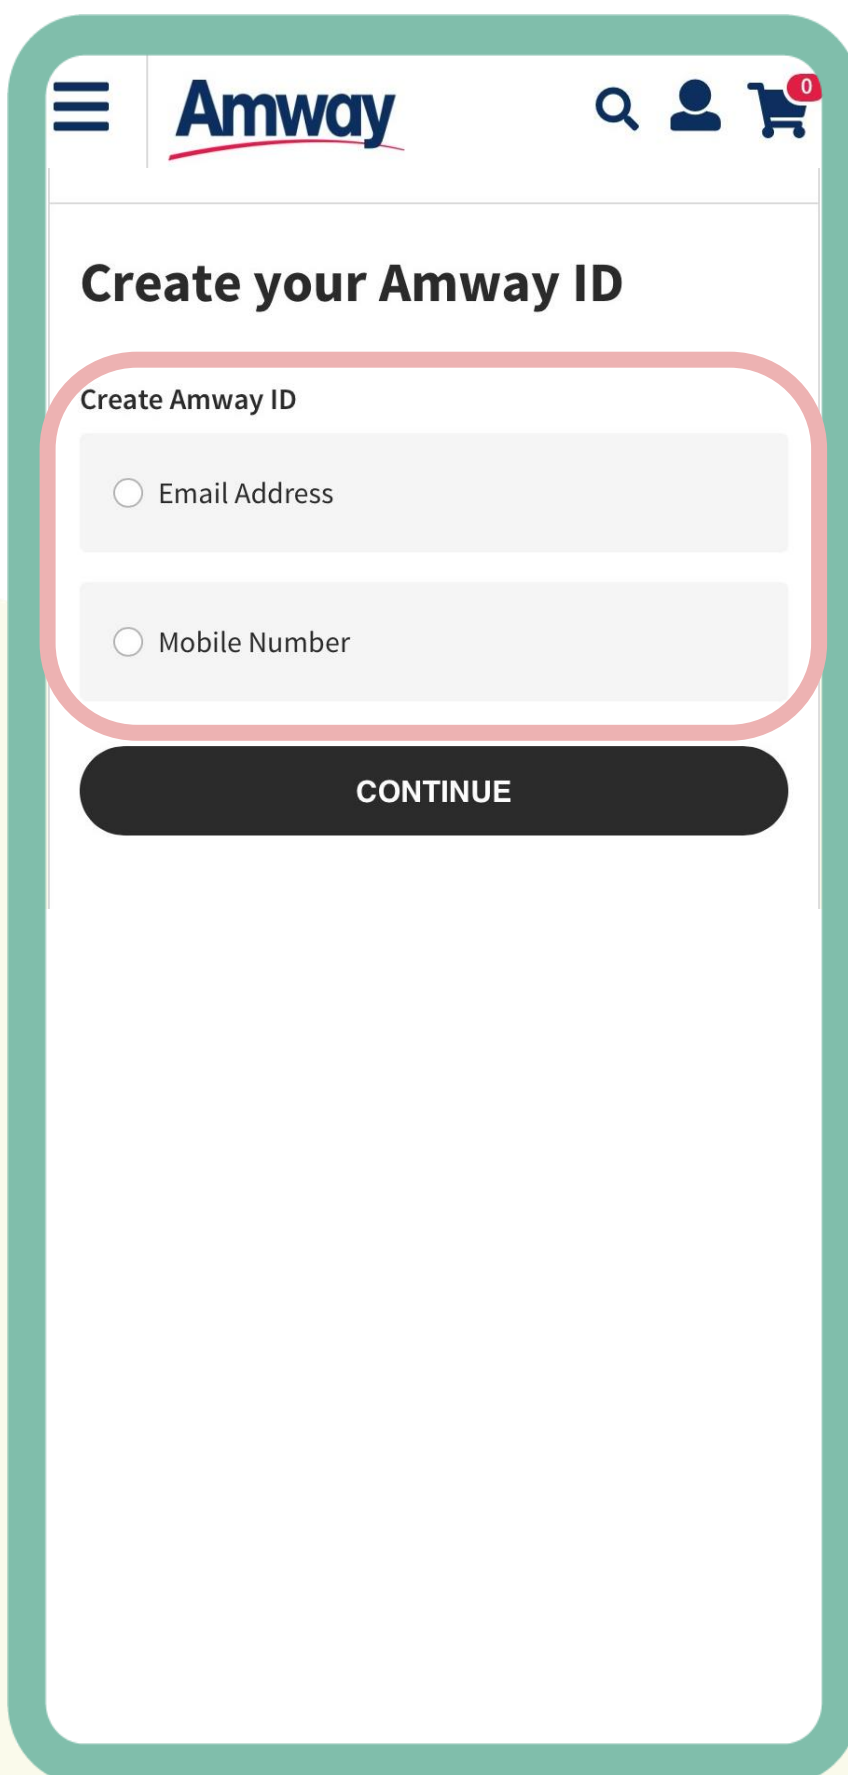 Amway
0
Create your Amway ID
Create Amway ID
Email Address
Mobile Number
CONTINUE